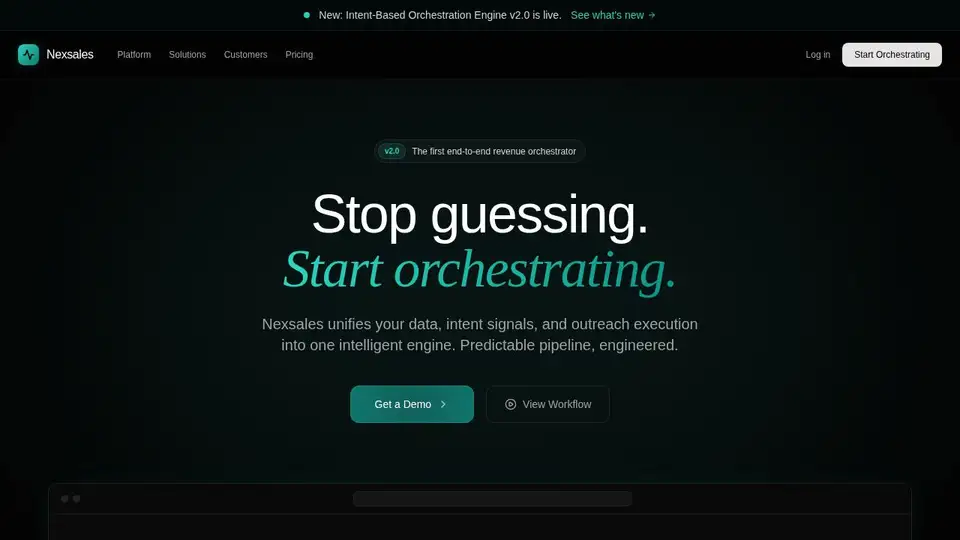 New: Intent-Based Orchestration Engine v2.0 is live. See what's new →
Nexsales Platform Solutions Customers Pricing Log in Start Orchestrating
v2.0 The first end-to-end revenue orchestrator
Stop guessing.
Start orchestrating.
Nexsales unifies your data, intent signals, and outreach execution
into one intelligent engine. Predictable pipeline, engineered.
Get a Demo View Workflow